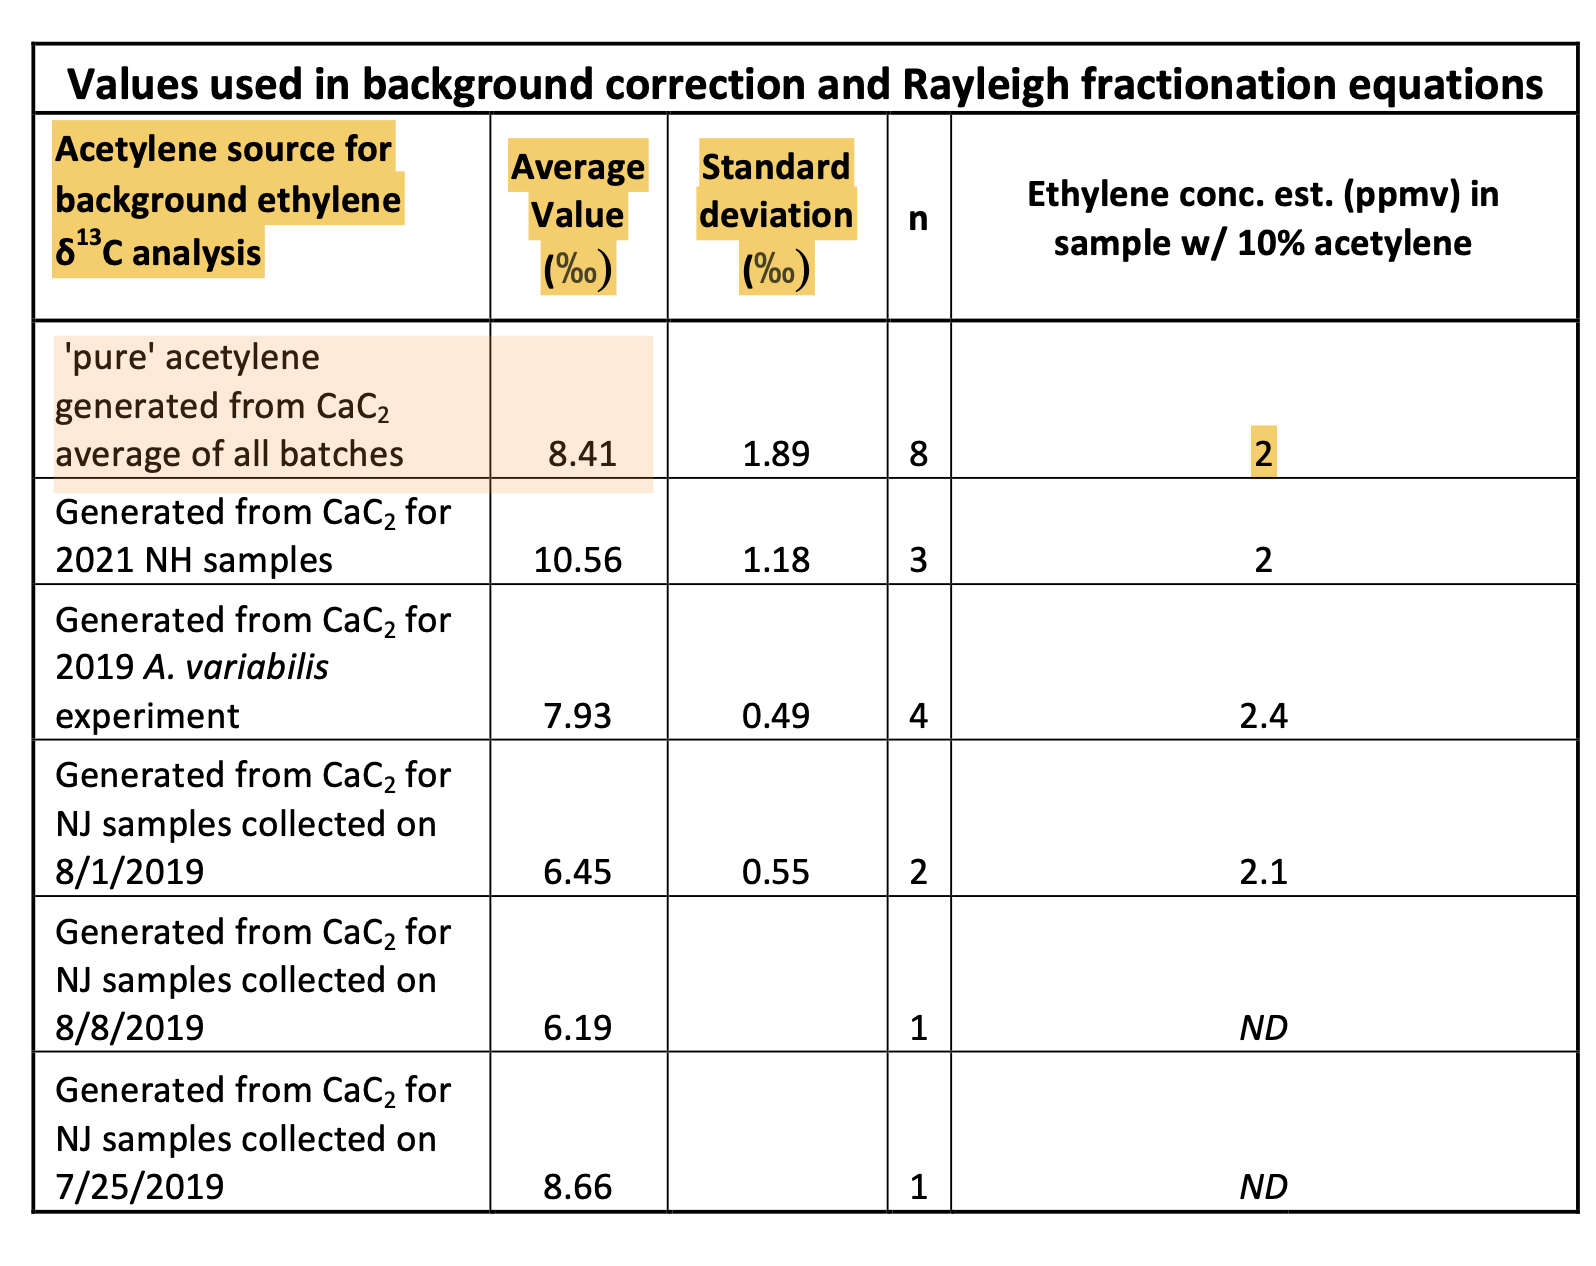 Values used in background correction and Rayleigh fractionation equations
Acetylene source for
background ethylene
δ¹³C analysis
Average
Value
(‰)
Standard
deviation
(‰)
n
Ethylene conc. est. (ppmv) in
sample w/ 10% acetylene
'pure' acetylene
generated from CaC₂
average of all batches
8.41
1.89
8
2
Generated from CaC₂ for
2021 NH samples
10.56
1.18
3
2
Generated from CaC₂ for
2019 A. variabilis
experiment
7.93
0.49
4
2.4
Generated from CaC₂ for
NJ samples collected on
8/1/2019
6.45
0.55
2
2.1
Generated from CaC₂ for
NJ samples collected on
8/8/2019
6.19
1
ND
Generated from CaC₂ for
NJ samples collected on
7/25/2019
8.66
1
ND